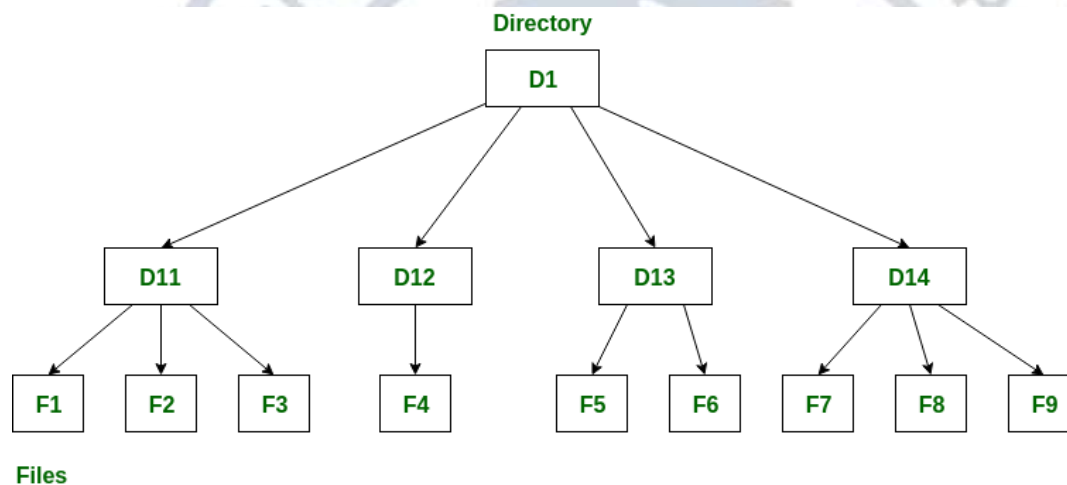 Directory
D1
D11 D12 D13 D14
F1 F2 F3 F4 F5 F6 F7 F8 F9
Files